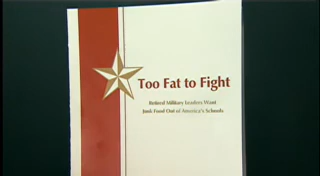 Too Fat to Fight
Retired Military Leaders Want
Junk Food Out of America's Schools